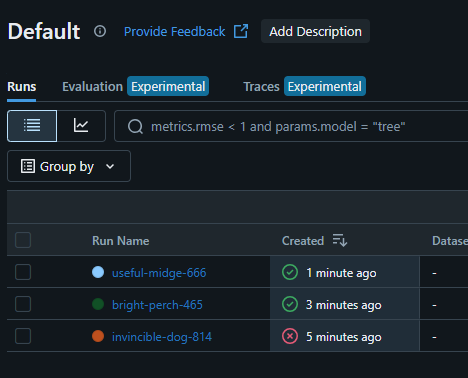 Default Provide Feedback Add Description
Runs Evaluation Experimental Traces Experimental
metrics.rmse < 1 and params.model = "tree"
Group by
Run Name Created Datase
useful-midge-666 1 minute ago -
bright-perch-465 3 minutes ago -
invincible-dog-814 5 minutes ago -